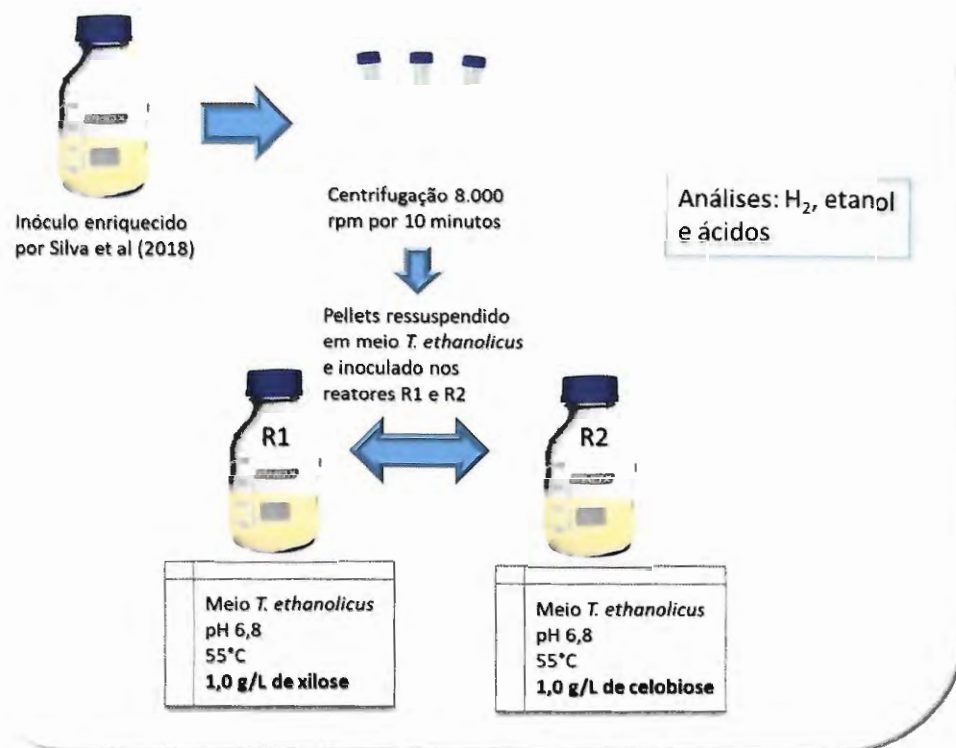 Inóculo enriquecido
por Silva et al (2018)
Centrifugação 8.000
rpm por 10 minutos
Análises: H₂, etanol
e ácidos
Pellets ressuspendido
em meio T. ethanolicus
e inoculado nos
reatores R1 e R2
R1
R2
Meio T. ethanolicus
pH 6,8
55°C
1,0 g/L de xilose
Meio T. ethanolicus
pH 6,8
55°C
1,0 g/L de celobiose